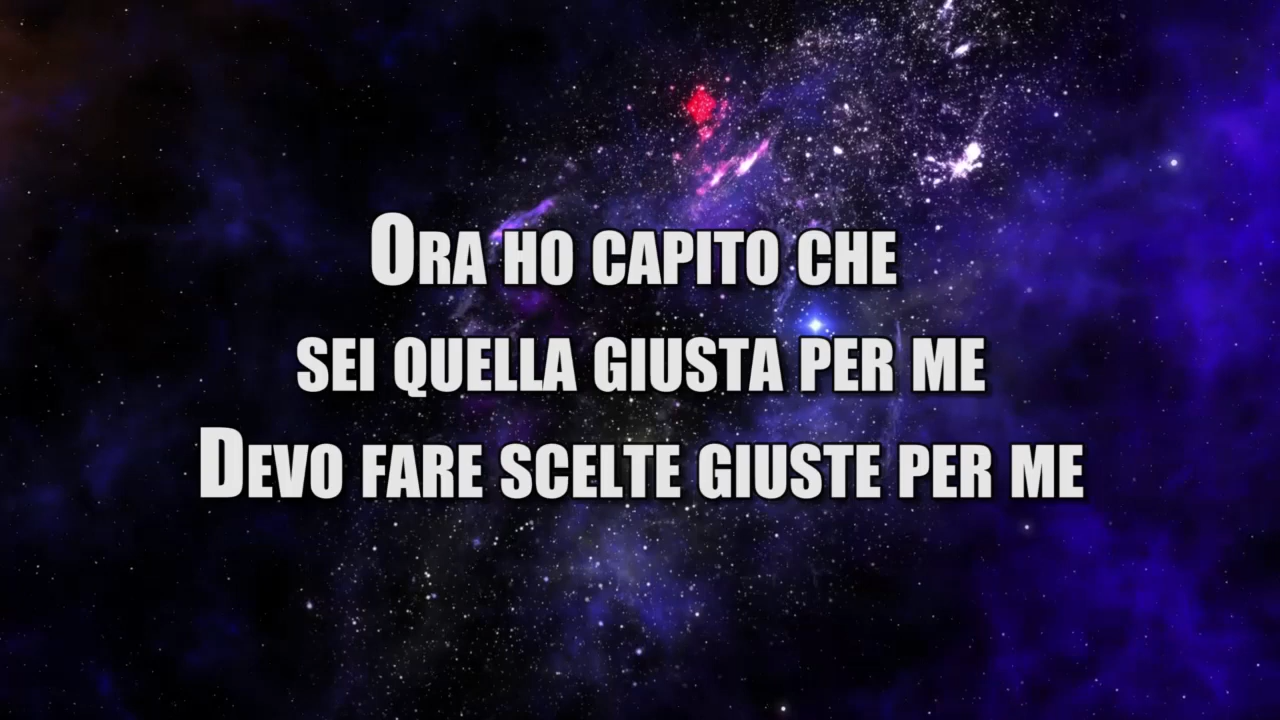 Ora ho capito che
sei quella giusta per me
Devo fare scelte giuste per me